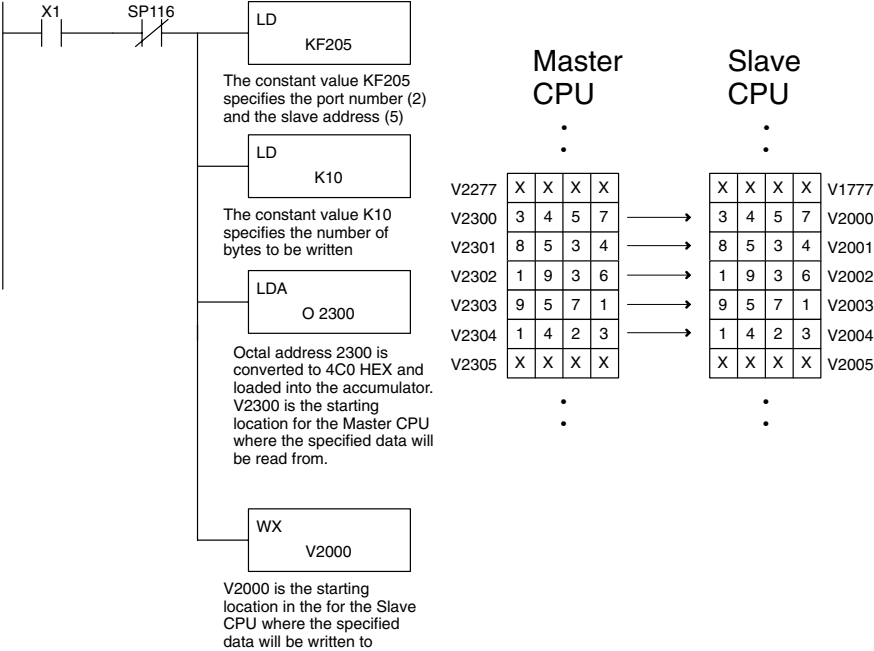 X1 SP116
LD
KF205
The constant value KF205
specifies the port number (2)
and the slave address (5)
LD
K10
The constant value K10
specifies the number of
bytes to be written
LDA
O 2300
Octal address 2300 is
converted to 4C0 HEX and
loaded into the accumulator.
V2300 is the starting
location for the Master CPU
where the specified data will
be read from.
WX
V2000
V2000 is the starting
location in the for the Slave
CPU where the specified
data will be written to
Master
CPU
Slave
CPU
V2277 X X X X X X X X V1777
V2300 3 4 5 7 3 4 5 7 V2000
V2301 8 5 3 4 8 5 3 4 V2001
V2302 1 9 3 6 1 9 3 6 V2002
V2303 9 5 7 1 9 5 7 1 V2003
V2304 1 4 2 3 1 4 2 3 V2004
V2305 X X X X X X X X V2005